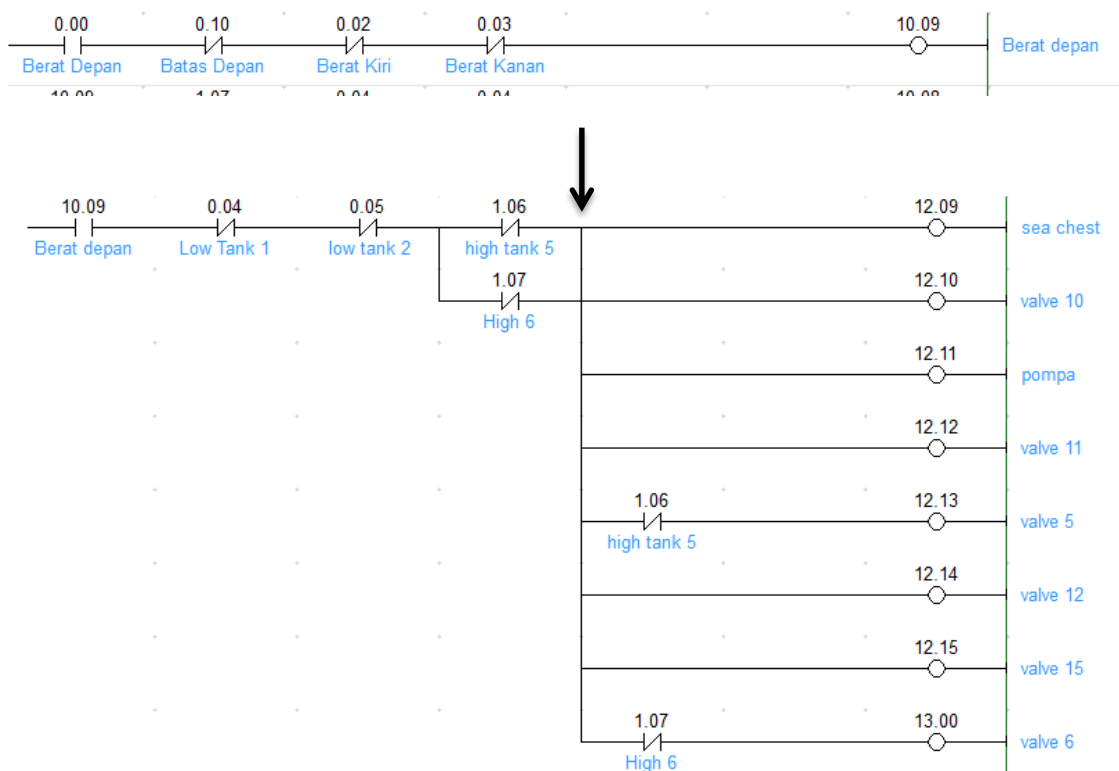 0.00 0.10 0.02 0.03 10.09
Berat Depan Batas Depan Berat Kiri Berat Kanan Berat depan
10.09 0.04 0.05 1.06 12.09
Berat depan Low Tank 1 low tank 2 high tank 5 sea chest
1.07 12.10
High 6 valve 10
12.11
pompa
12.12
valve 11
1.06 12.13
high tank 5 valve 5
12.14
valve 12
12.15
valve 15
1.07 13.00
High 6 valve 6